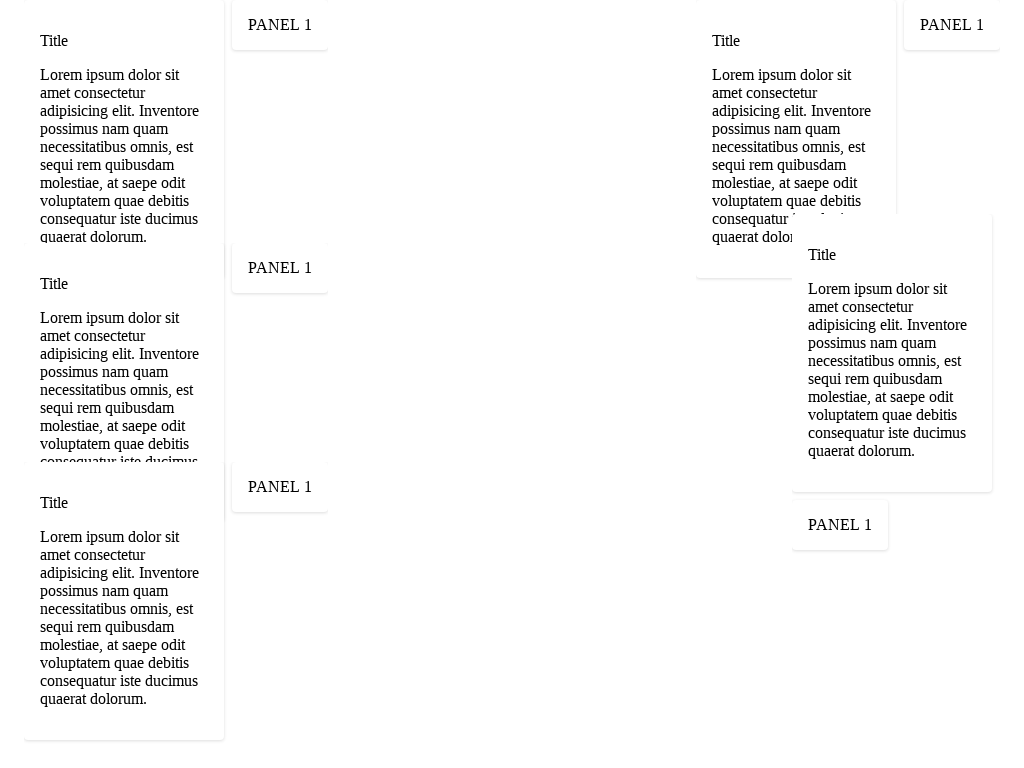 Title
Lorem ipsum dolor sit
amet consectetur
adipisicing elit. Inventore
possimus nam quam
necessitatibus omnis, est
sequi rem quibusdam
molestiae, at saepe odit
voluptatem quae debitis
consequatur iste ducimus
quaerat dolorum.
PANEL 1
Title
Lorem ipsum dolor sit
amet consectetur
adipisicing elit. Inventore
possimus nam quam
necessitatibus omnis, est
sequi rem quibusdam
molestiae, at saepe odit
voluptatem quae debitis
consequatur iste ducimus
PANEL 1
Title
Lorem ipsum dolor sit
amet consectetur
adipisicing elit. Inventore
possimus nam quam
necessitatibus omnis, est
sequi rem quibusdam
molestiae, at saepe odit
voluptatem quae debitis
consequatur iste ducimus
quaerat dolorum.
PANEL 1
Title
Lorem ipsum dolor sit
amet consectetur
adipisicing elit. Inventore
possimus nam quam
necessitatibus omnis, est
sequi rem quibusdam
molestiae, at saepe odit
voluptatem quae debitis
consequatur
quaerat
PANEL 1
Title
Lorem ipsum dolor sit
amet consectetur
adipisicing elit. Inventore
possimus nam quam
necessitatibus omnis, est
sequi rem quibusdam
molestiae, at saepe odit
voluptatem quae debitis
consequatur iste ducimus
quaerat dolorum.
PANEL 1